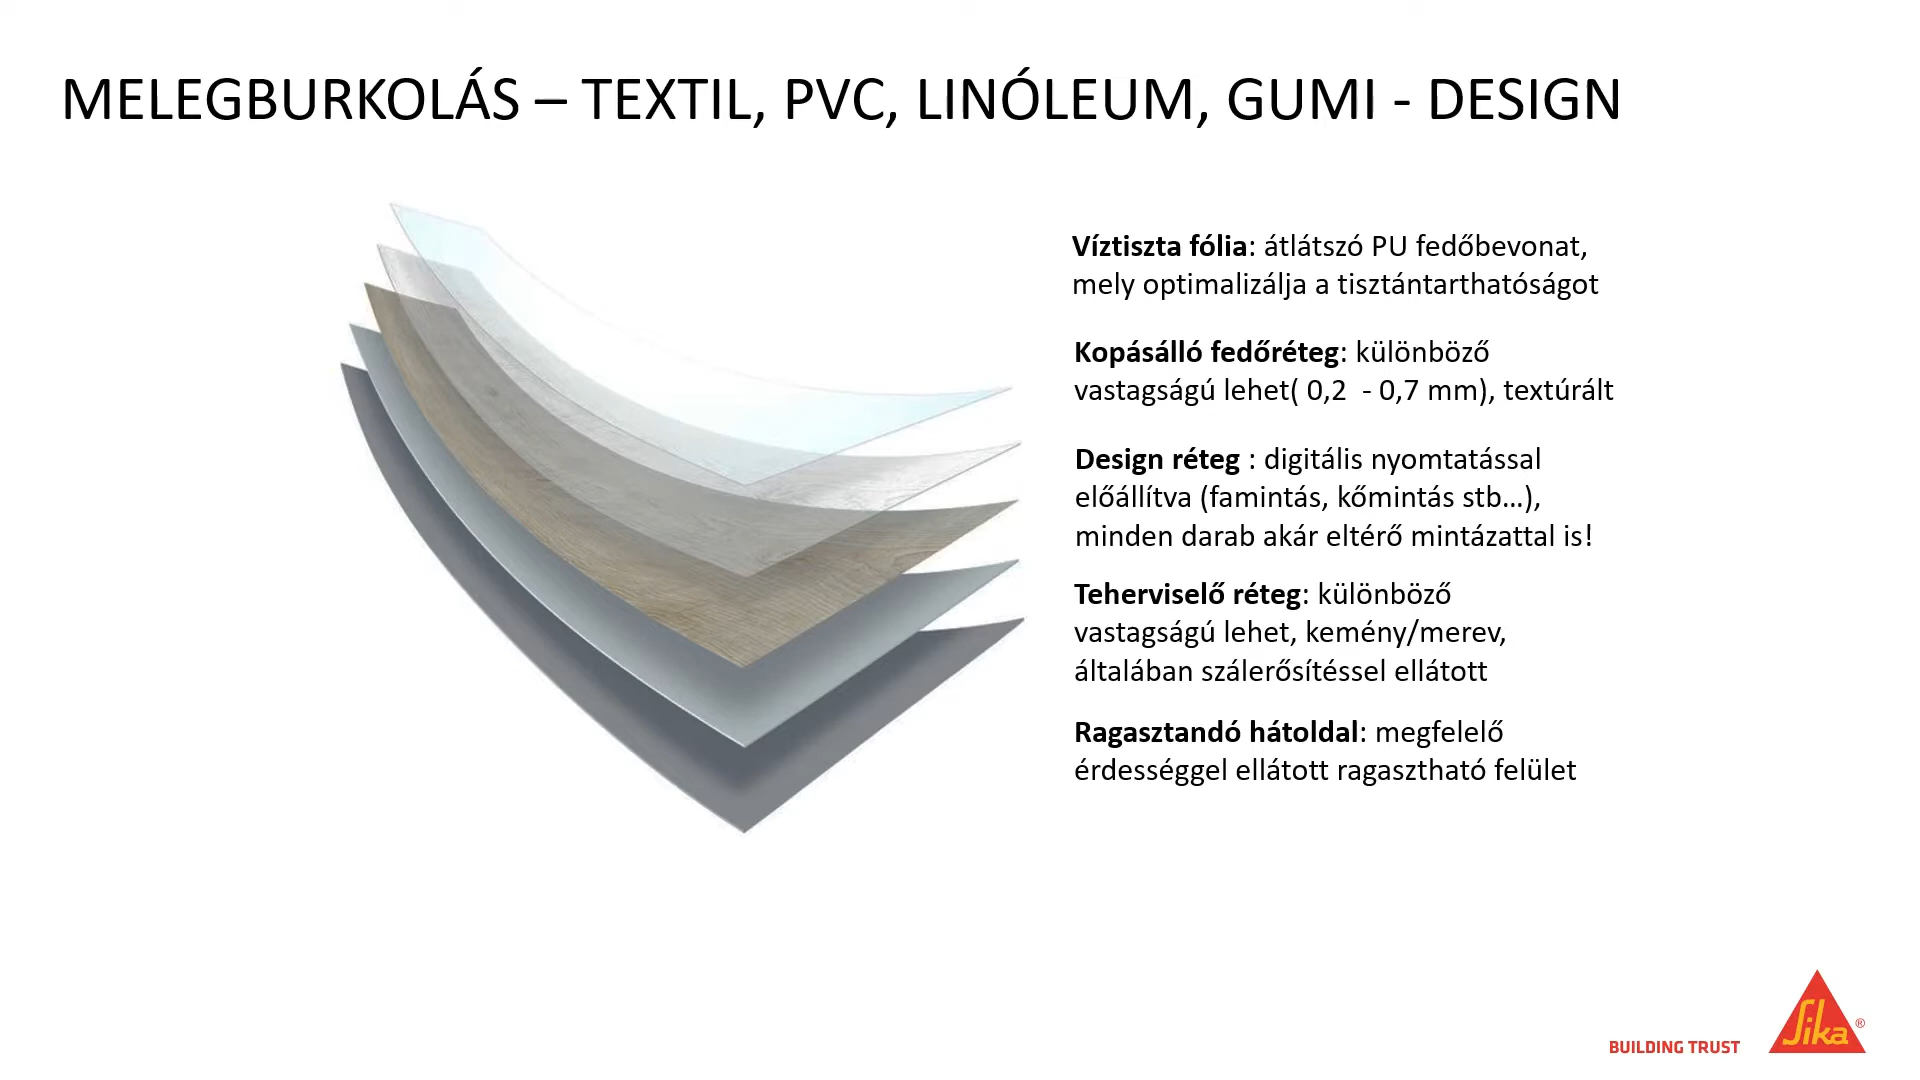 MELEGBURKOLÁS – TEXTIL, PVC, LINÓLEUM, GUMI - DESIGN
Víztiszta fólia: átlátszó PU fedőbevonat,
mely optimalizálja a tisztántarthatóságot
Kopásálló fedőréteg: különböző
vastagságú lehet( 0,2  - 0,7 mm), textúrált
Design réteg : digitális nyomtatással
előállítva (famintás, kőmintás stb…),
minden darab akár eltérő mintázattal is!
Teherviselő réteg: különböző
vastagságú lehet, kemény/merev,
általában szálerősítéssel ellátott
Ragasztandó hátoldal: megfelelő
érdességgel ellátott ragasztható felület
BUILDING TRUST
Sika®